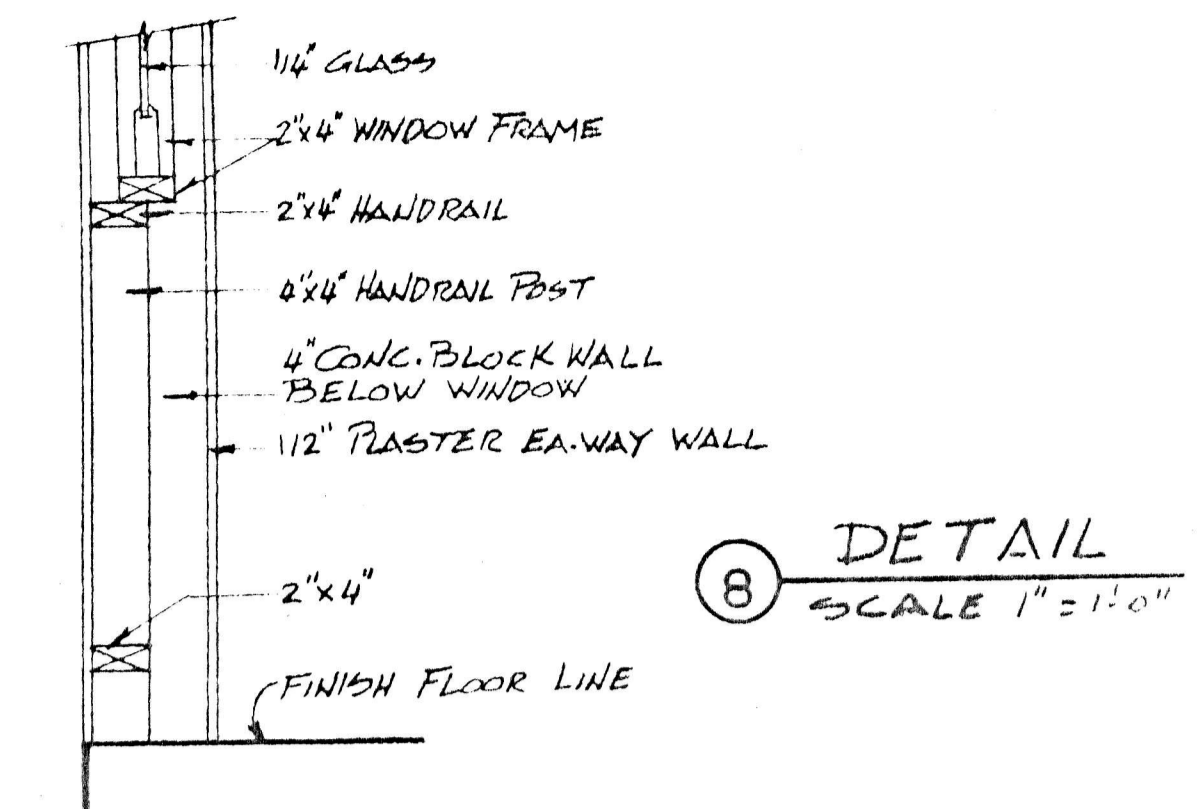 1/4" GLASS
2"x4" WINDOW FRAME
2"x4" HANDRAIL
4"x4" HANDRAIL POST
4" CONC. BLOCK WALL
BELOW WINDOW
1/2" PLASTER EA. WAY WALL
2"x4"
FINISH FLOOR LINE
8
DETAIL
SCALE 1" = 1'-0"